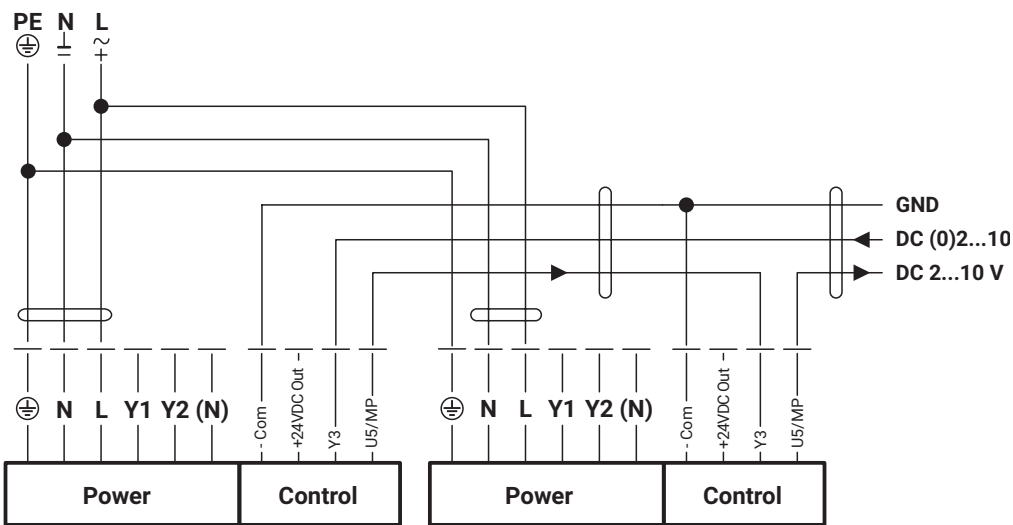 PE N L
GND
DC (0)2...10
DC 2...10 V
N L Y1 Y2 (N) - Com +24VDC Out - Y3 U5/MP N L Y1 Y2 (N) - Com +24VDC Out - Y3 U5/MP
Power Control Power Control